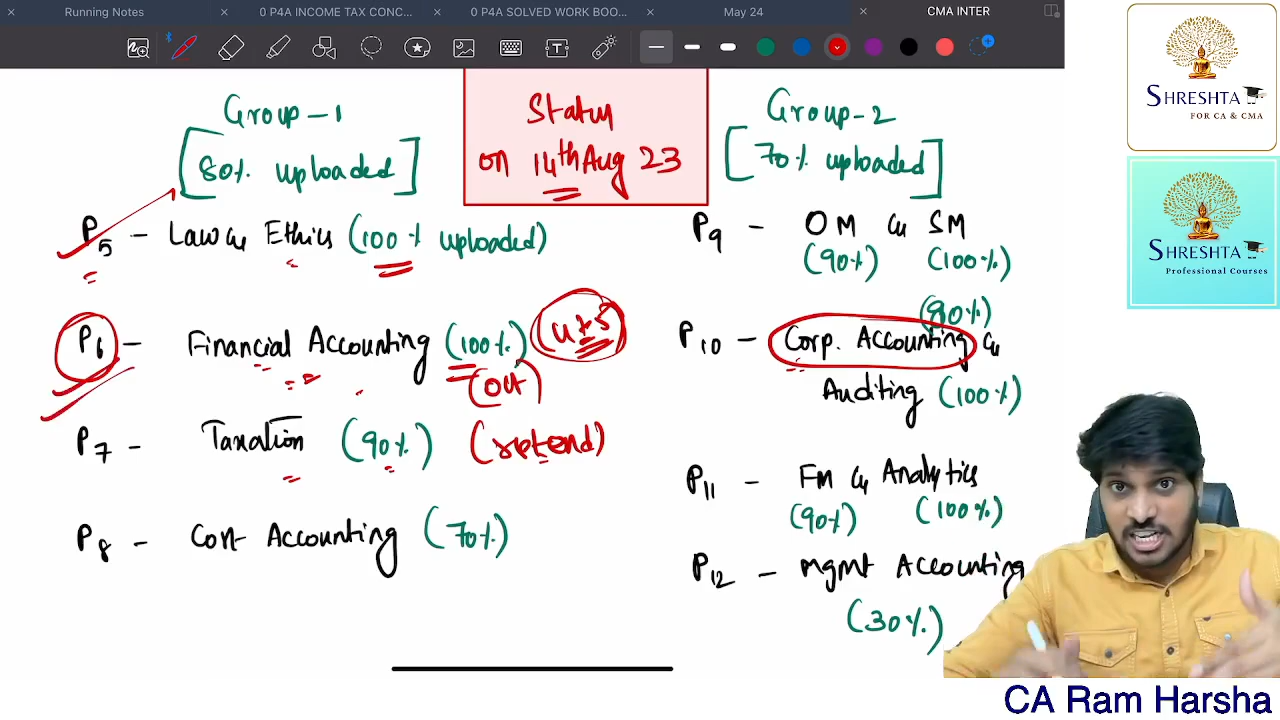 Running Notes
0 P4A INCOME TAX CONC...
0 P4A SOLVED WORK BOO...
May 24
CMA INTER
SHRESHTA
FOR CA & CMA
SHRESHTA
Professional Courses
Status
on 14th Aug 23
Group-1
[80% uploaded]
P5 - Law & Ethics (100% uploaded)
P6 - Financial Accounting (100%) (4+5)
(Oct)
P7 - Taxation (90%) (Sept end)
P8 - Cost Accounting (70%)
Group-2
[70% uploaded]
P9 - OM & SM
(90%) (100%)
(90%)
P10 - Corp. Accounting &
Auditing (100%)
P11 - FM & Analytics
(90%) (100%)
P12 - Mgmt Accounting
(30%)
CA Ram Harsha